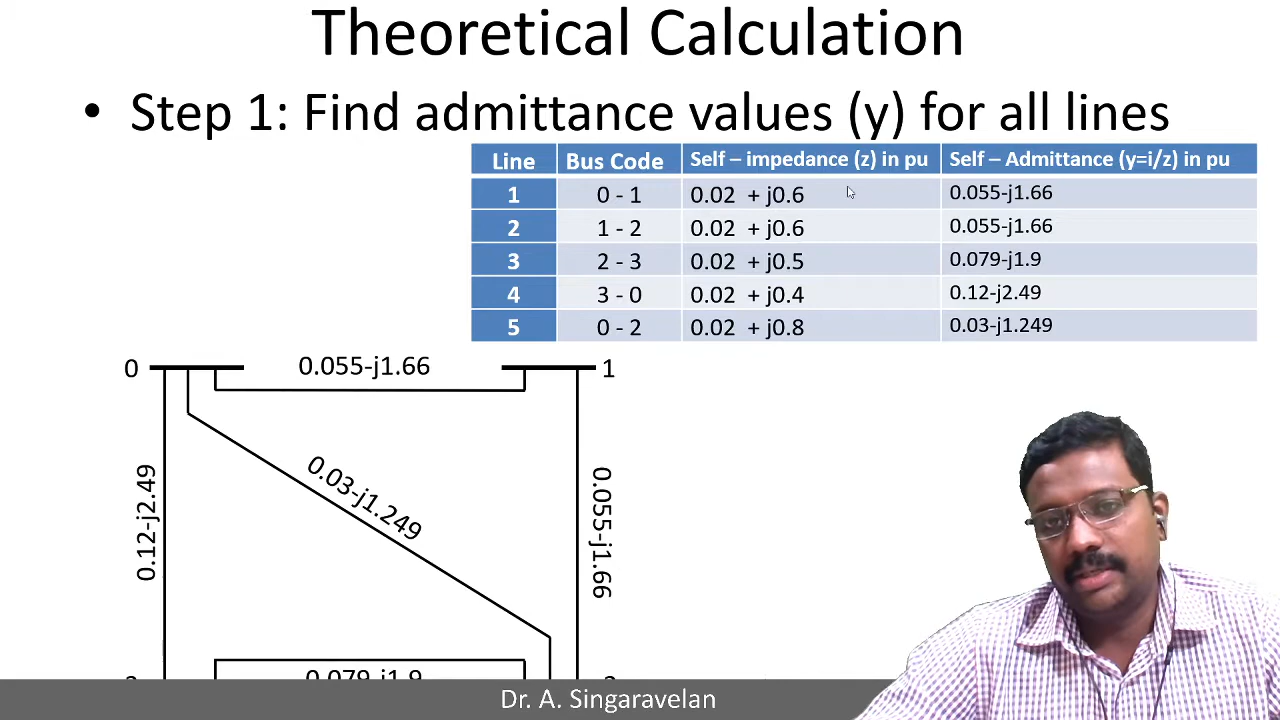 Theoretical Calculation
• Step 1: Find admittance values (y) for all lines
Line Bus Code Self – impedance (z) in pu Self – Admittance (y=i/z) in pu
1 0 - 1 0.02 + j0.6 0.055-j1.66
2 1 - 2 0.02 + j0.6 0.055-j1.66
3 2 - 3 0.02 + j0.5 0.079-j1.9
4 3 - 0 0.02 + j0.4 0.12-j2.49
5 0 - 2 0.02 + j0.8 0.03-j1.249
0 0.055-j1.66 1
0.12-j2.49
0.03-j1.249
0.055-j1.66
0.079-j1.9
Dr. A. Singaravelan